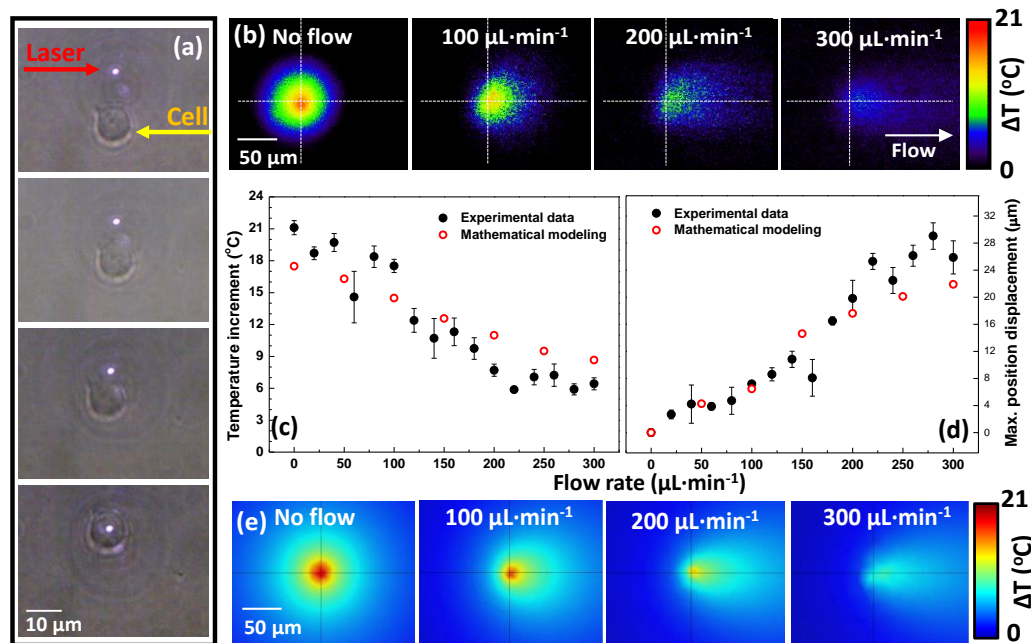 (a)
Laser
Cell
10 µm
(b)
No flow
100 µL·min⁻¹
200 µL·min⁻¹
300 µL·min⁻¹
50 µm
Flow
21
ΔT (ºC)
0
24
21
18
15
12
9
6
3
0
Temperature increment (°C)
Experimental data
Mathematical modeling
(c)
0 50 100 150 200 250 300
Experimental data
Mathematical modeling
(d)
0 50 100 150 200 250 300
32
28
24
20
16
12
8
4
0
Max. position displacement (µm)
Flow rate (µL·min⁻¹)
(e)
No flow
100 µL·min⁻¹
200 µL·min⁻¹
300 µL·min⁻¹
50 µm
21
ΔT (ºC)
0